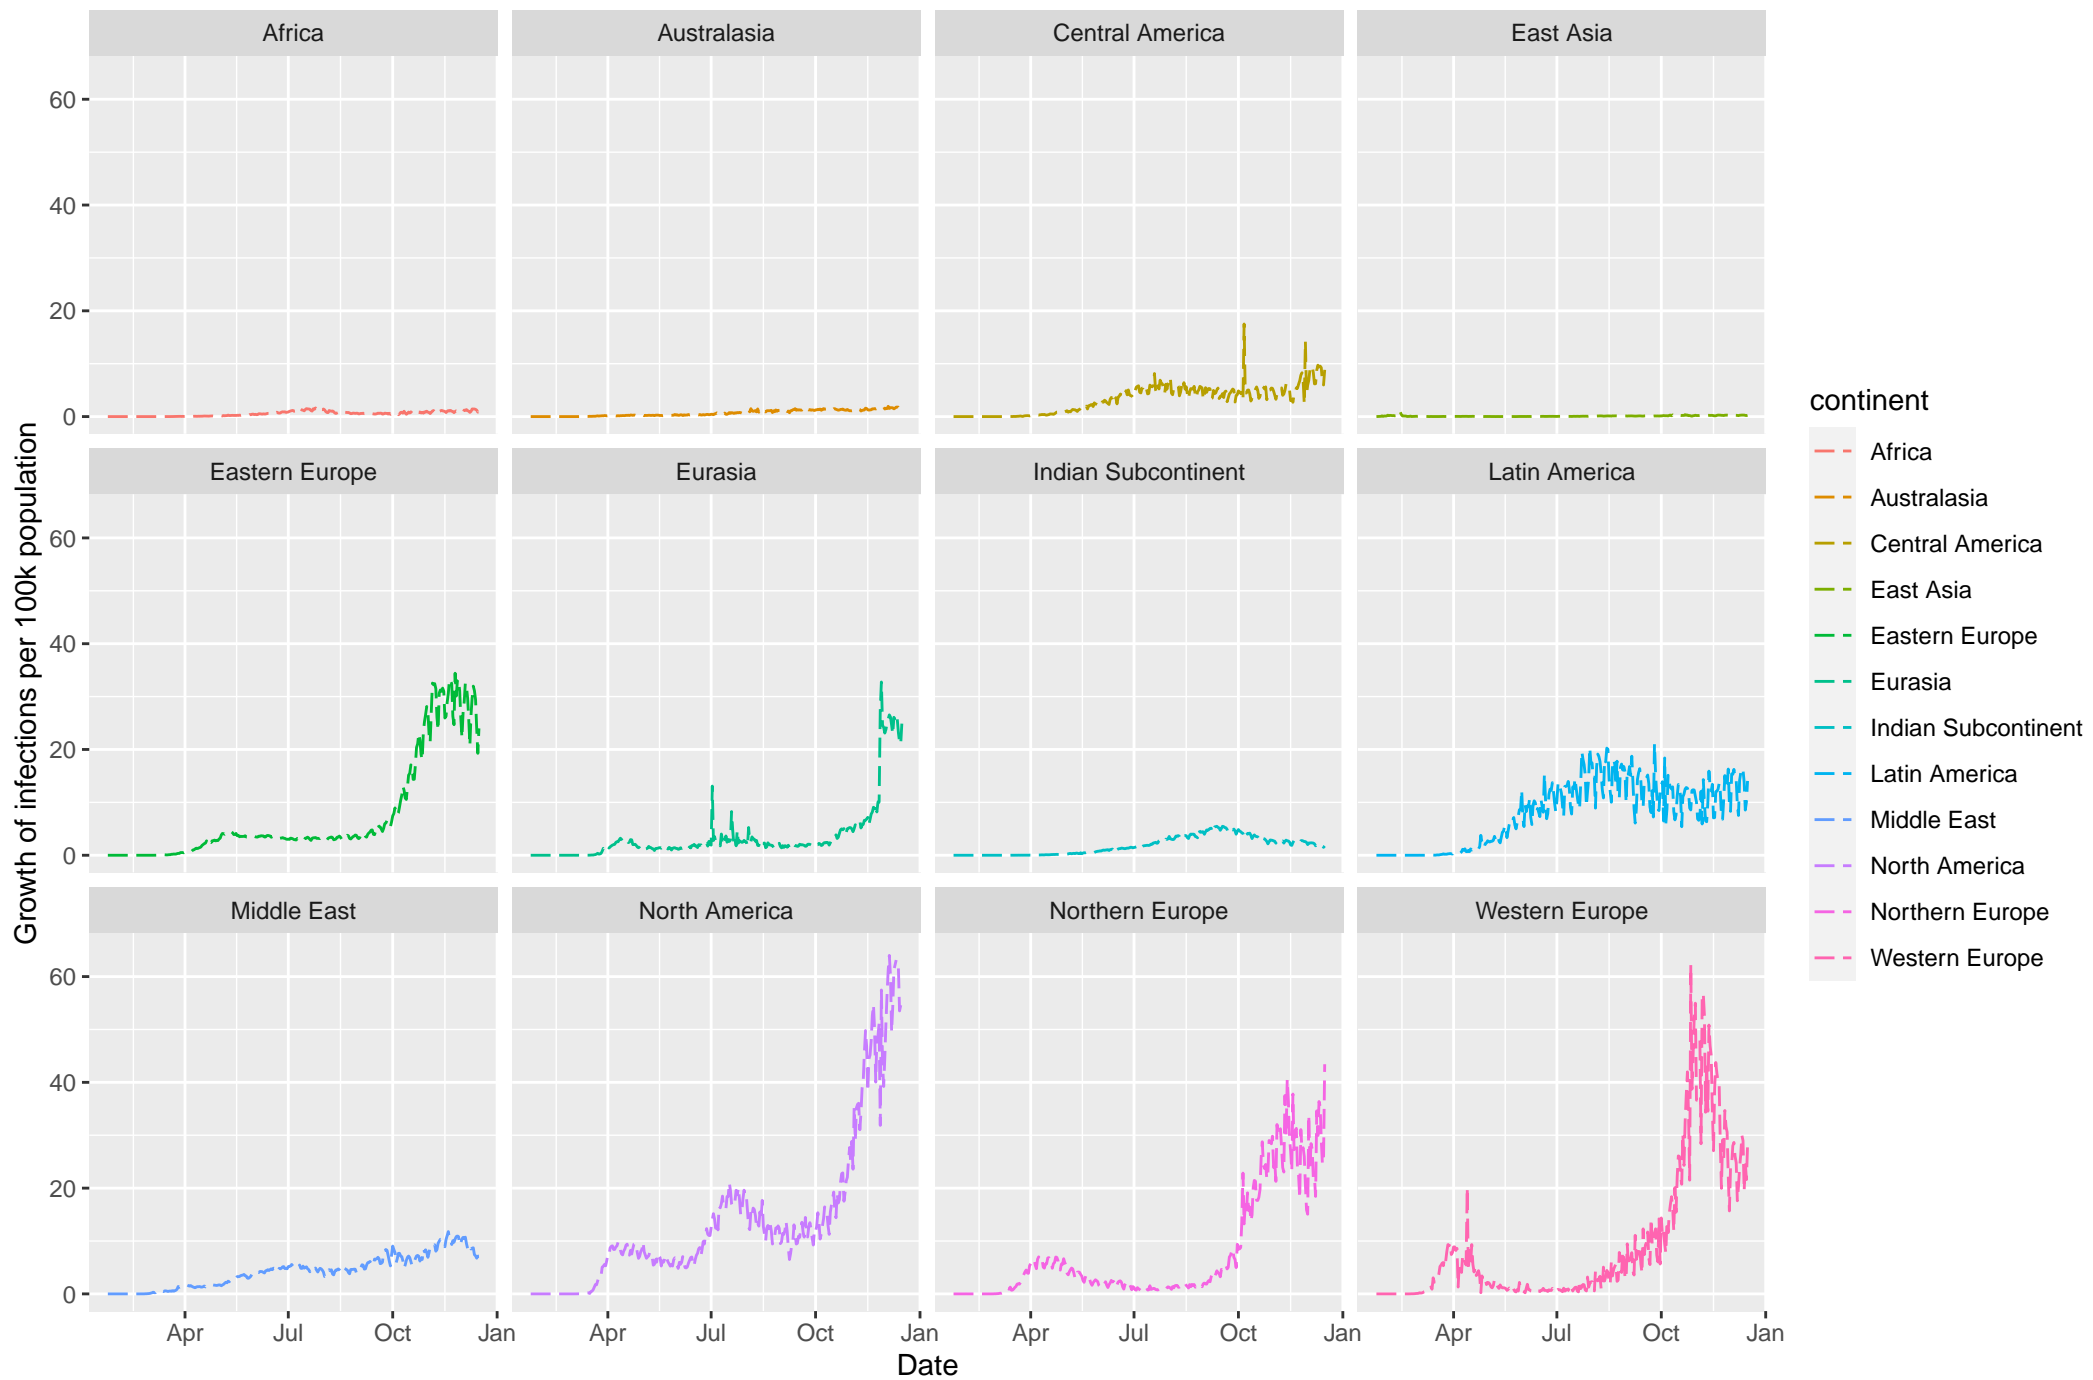 Africa
Australasia
Central America
East Asia
60
40
20
0
Eastern Europe
Eurasia
Indian Subcontinent
Latin America
60
40
20
0
Middle East
North America
Northern Europe
Western Europe
60
40
20
0
Apr
Jul
Oct
Jan
Apr
Jul
Oct
Jan
Apr
Jul
Oct
Jan
Apr
Jul
Oct
Jan
Date
Growth of infections per 100k population
continent
Africa
Australasia
Central America
East Asia
Eastern Europe
Eurasia
Indian Subcontinent
Latin America
Middle East
North America
Northern Europe
Western Europe